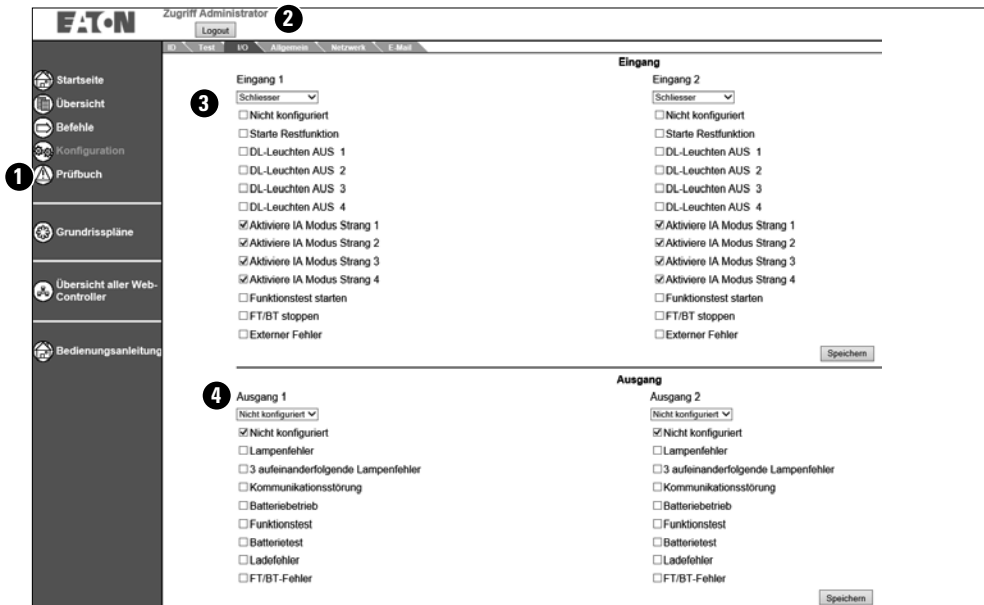 EATON
Zugriff Administrator 2
Logout
IO Test I/O Allgemein Netzwerk E-Mail
Startseite
Übersicht
Befehle
Konfiguration
1 Prüfbuch
Grundrisspläne
Übersicht aller Web-
Controller
Bedienungsanleitung
Eingang
3
Eingang 1
Schliesser
Nicht konfiguriert
Starte Restfunktion
DL-Leuchten AUS 1
DL-Leuchten AUS 2
DL-Leuchten AUS 3
DL-Leuchten AUS 4
Aktiviere IA Modus Strang 1
Aktiviere IA Modus Strang 2
Aktiviere IA Modus Strang 3
Aktiviere IA Modus Strang 4
Funktionstest starten
FT/BT stoppen
Externer Fehler
Eingang 2
Schliesser
Nicht konfiguriert
Starte Restfunktion
DL-Leuchten AUS 1
DL-Leuchten AUS 2
DL-Leuchten AUS 3
DL-Leuchten AUS 4
Aktiviere IA Modus Strang 1
Aktiviere IA Modus Strang 2
Aktiviere IA Modus Strang 3
Aktiviere IA Modus Strang 4
Funktionstest starten
FT/BT stoppen
Externer Fehler
Speichern
Ausgang
4
Ausgang 1
Nicht konfiguriert
Nicht konfiguriert
Lampenfehler
3 aufeinanderfolgende Lampenfehler
Kommunikationsstörung
Batteriebetrieb
Funktionstest
Batterietest
Ladefehler
FT/BT-Fehler
Ausgang 2
Nicht konfiguriert
Nicht konfiguriert
Lampenfehler
3 aufeinanderfolgende Lampenfehler
Kommunikationsstörung
Batteriebetrieb
Funktionstest
Batterietest
Ladefehler
FT/BT-Fehler
Speichern